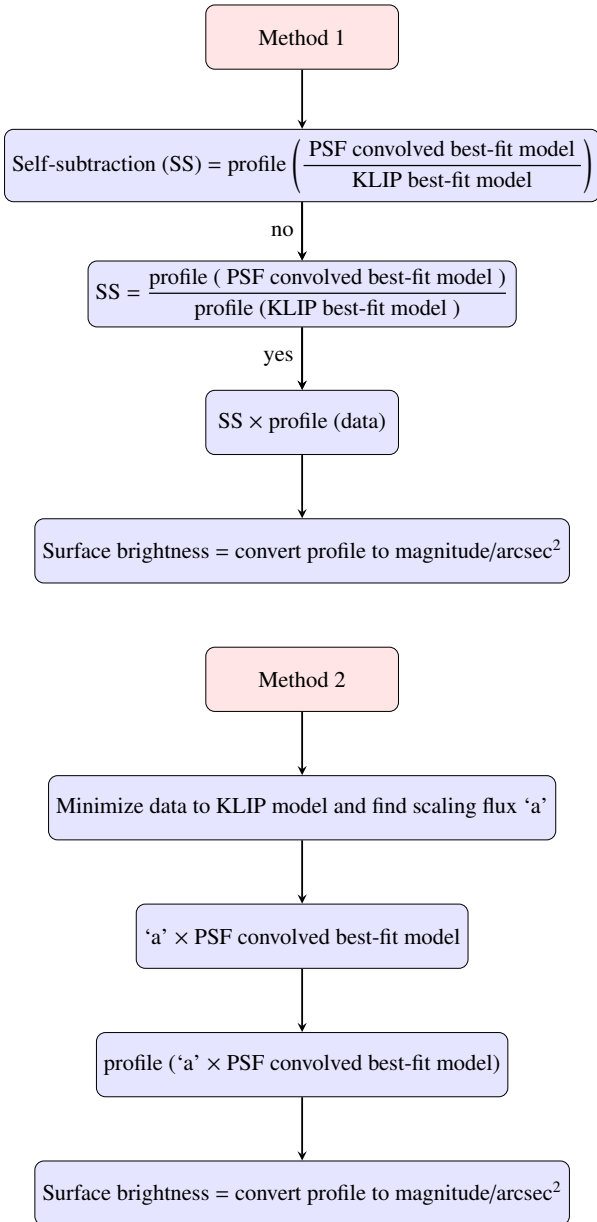 Method 1
Self-subtraction (SS) = profile ( PSF convolved best-fit model / KLIP best-fit model )
no
SS = profile ( PSF convolved best-fit model ) / profile (KLIP best-fit model )
yes
SS × profile (data)
Surface brightness = convert profile to magnitude/arcsec²
Method 2
Minimize data to KLIP model and find scaling flux ‘a’
‘a’ × PSF convolved best-fit model
profile (‘a’ × PSF convolved best-fit model)
Surface brightness = convert profile to magnitude/arcsec²